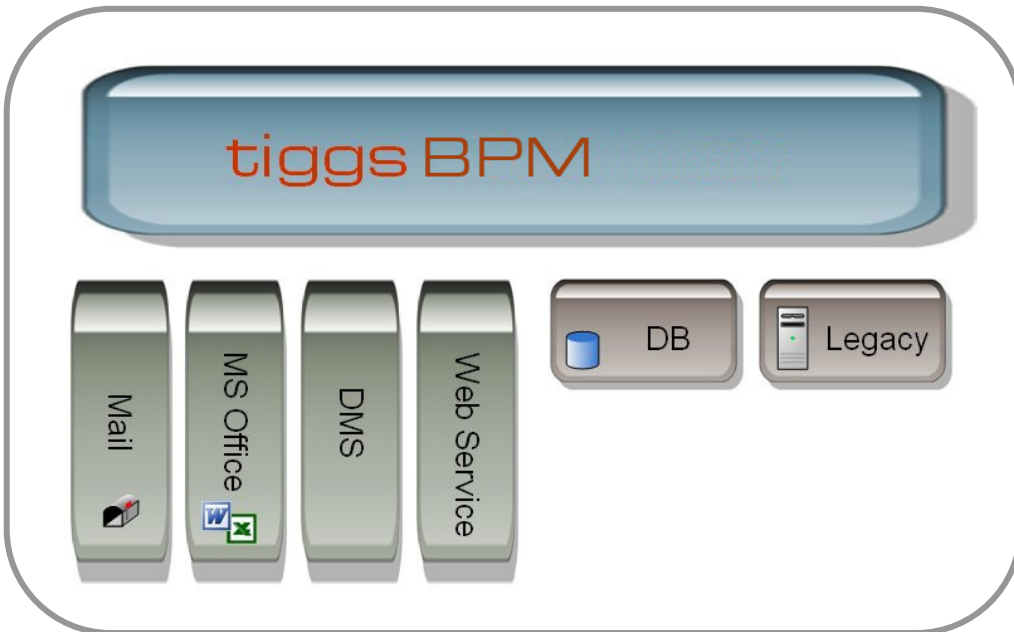 tiggs BPM
Mail
MS Office
DMS
Web Service
DB
Legacy